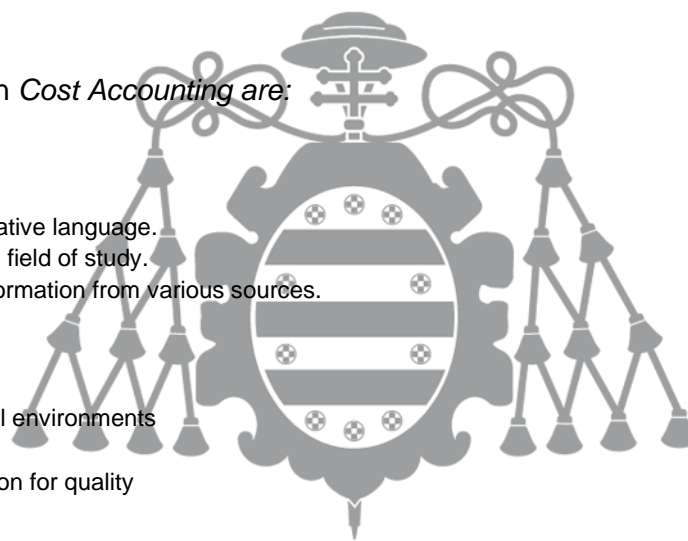 n Cost Accounting are:
ative language.
field of study.
ormation from various sources.
l environments
on for quality